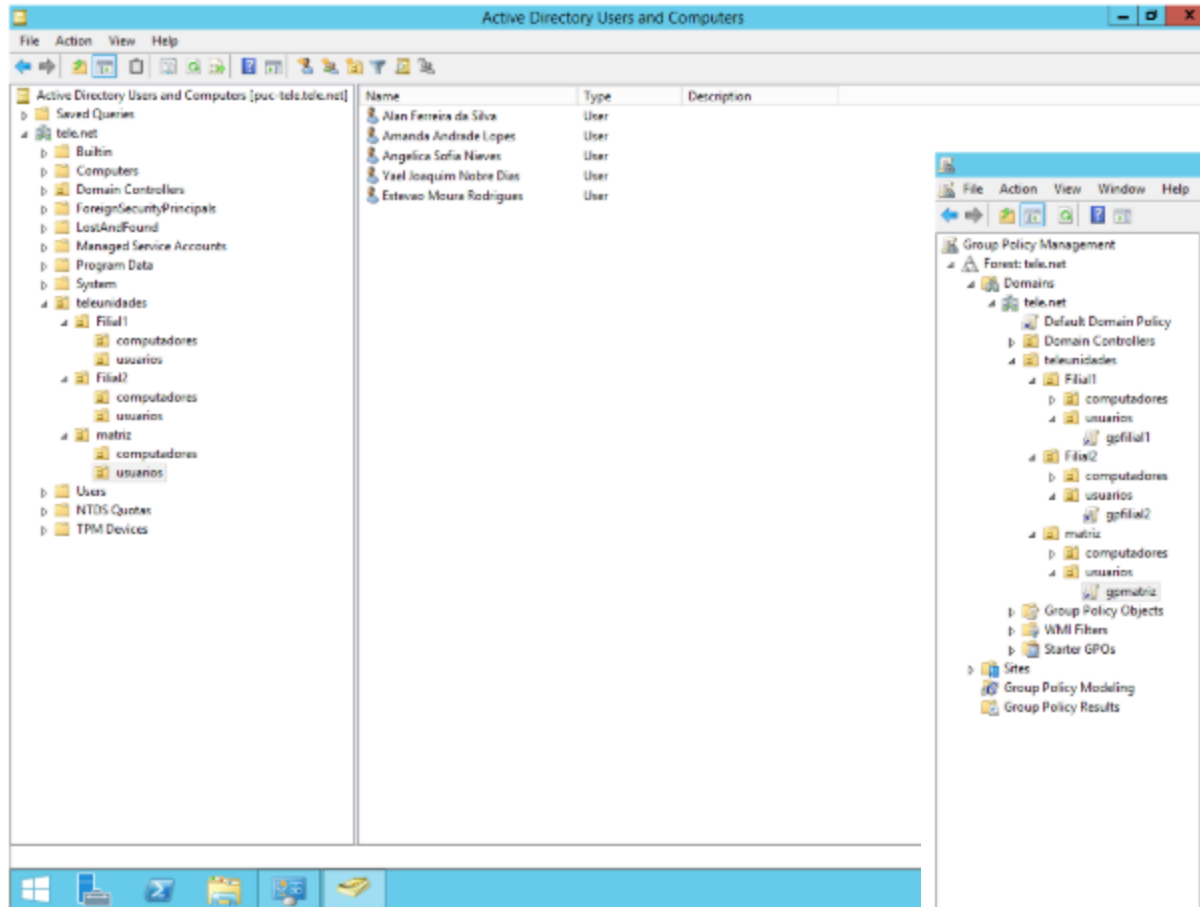 Active Directory Users and Computers
File Action View Help
Active Directory Users and Computers [puc-tele.tele.net]
Saved Queries
tele.net
Builtin
Computers
Domain Controllers
ForeignSecurityPrincipals
LostAndFound
Managed Service Accounts
Program Data
System
teleunidades
Filial1
computadores
usuarios
Filial2
computadores
usuarios
matriz
computadores
usuarios
Users
NTDS Quotas
TPM Devices
Name Type Description
Alan Ferreira da Silva User
Amanda Andrade Lopes User
Angelica Sofia Nieves User
Yael Joaquim Nobre Dias User
Estevao Moura Rodrigues User
File Action View Window Help
Group Policy Management
Forest: tele.net
Domains
tele.net
Default Domain Policy
Domain Controllers
teleunidades
Filial1
computadores
usuarios
gpfilial1
Filial2
computadores
usuarios
gpfilial2
matriz
computadores
usuarios
gpmatriz
Group Policy Objects
WMI Filters
Starter GPOs
Sites
Group Policy Modeling
Group Policy Results